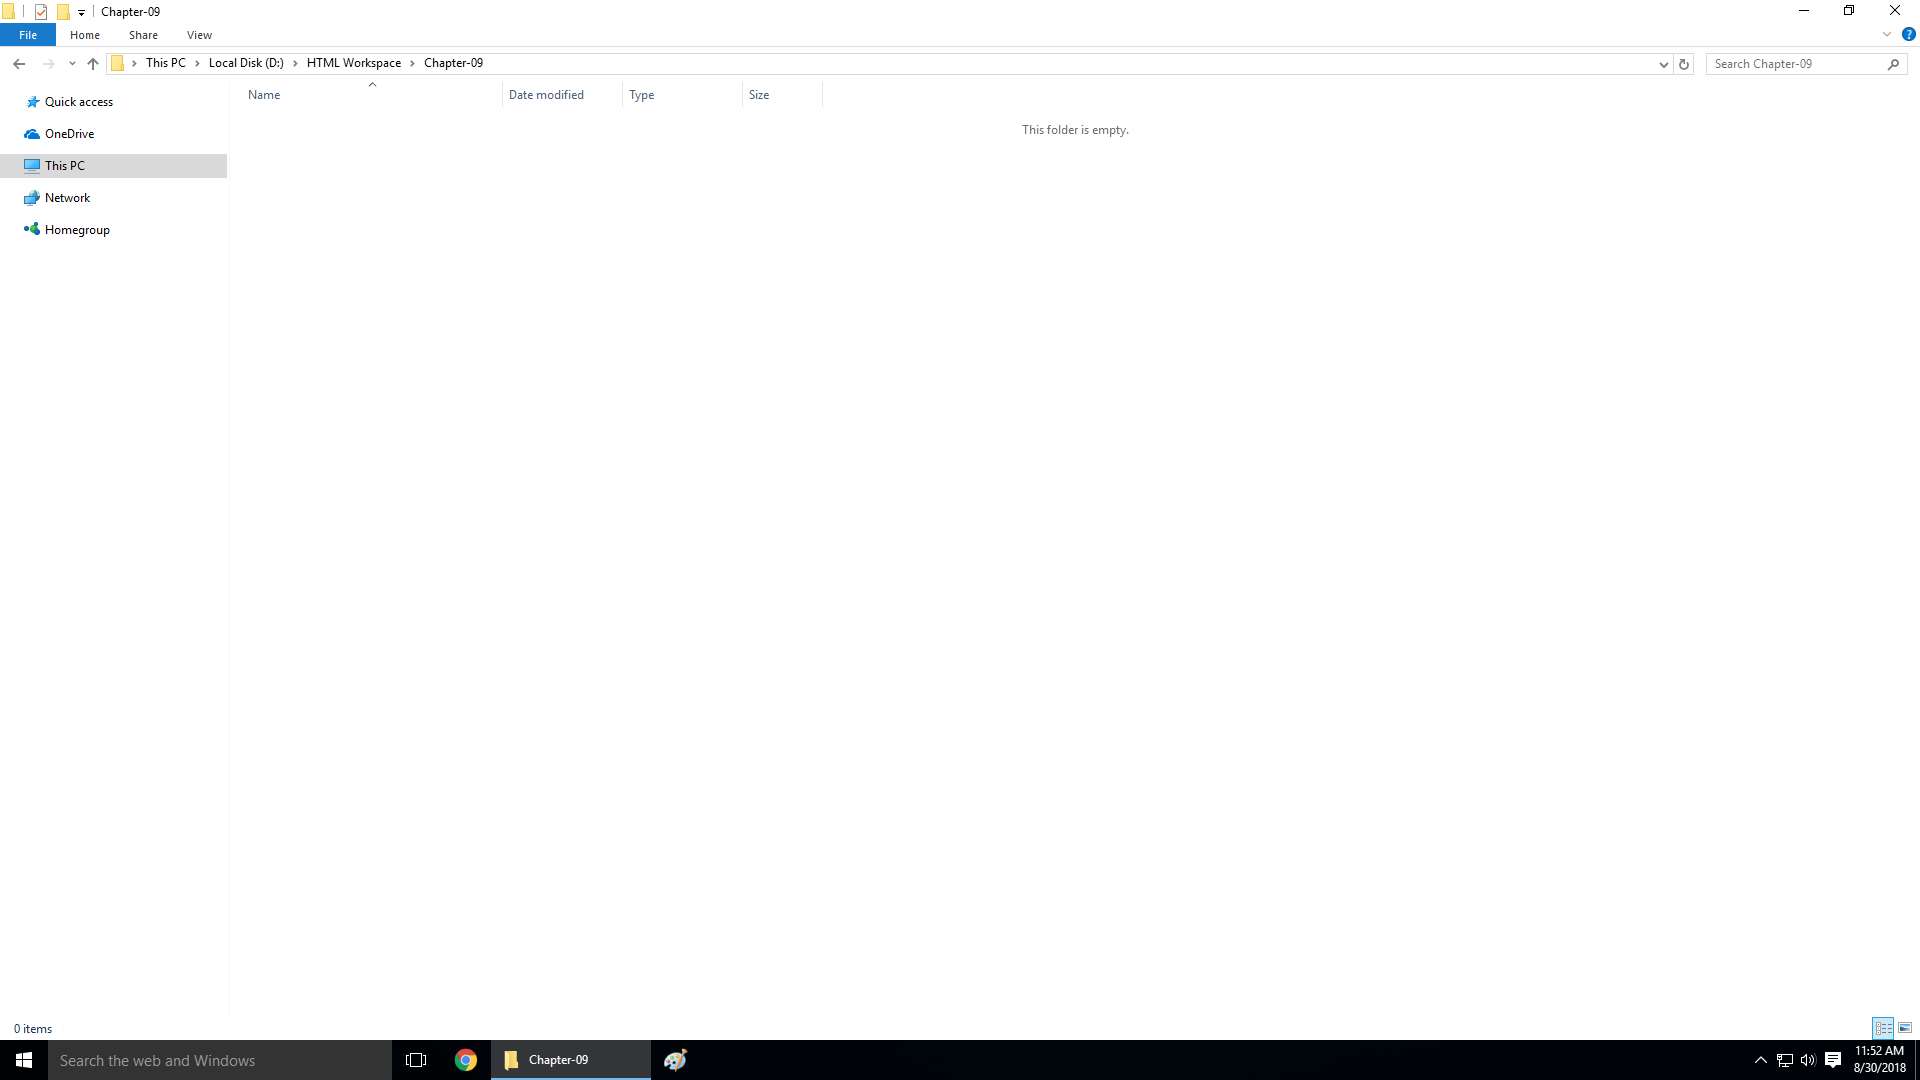 Chapter-09
File Home Share View
This PC Local Disk (D:) HTML Workspace Chapter-09
Search Chapter-09
Quick access
OneDrive
This PC
Network
Homegroup
Name Date modified Type Size
This folder is empty.
0 items
Search the web and Windows
Chapter-09
11:52 AM
8/30/2018